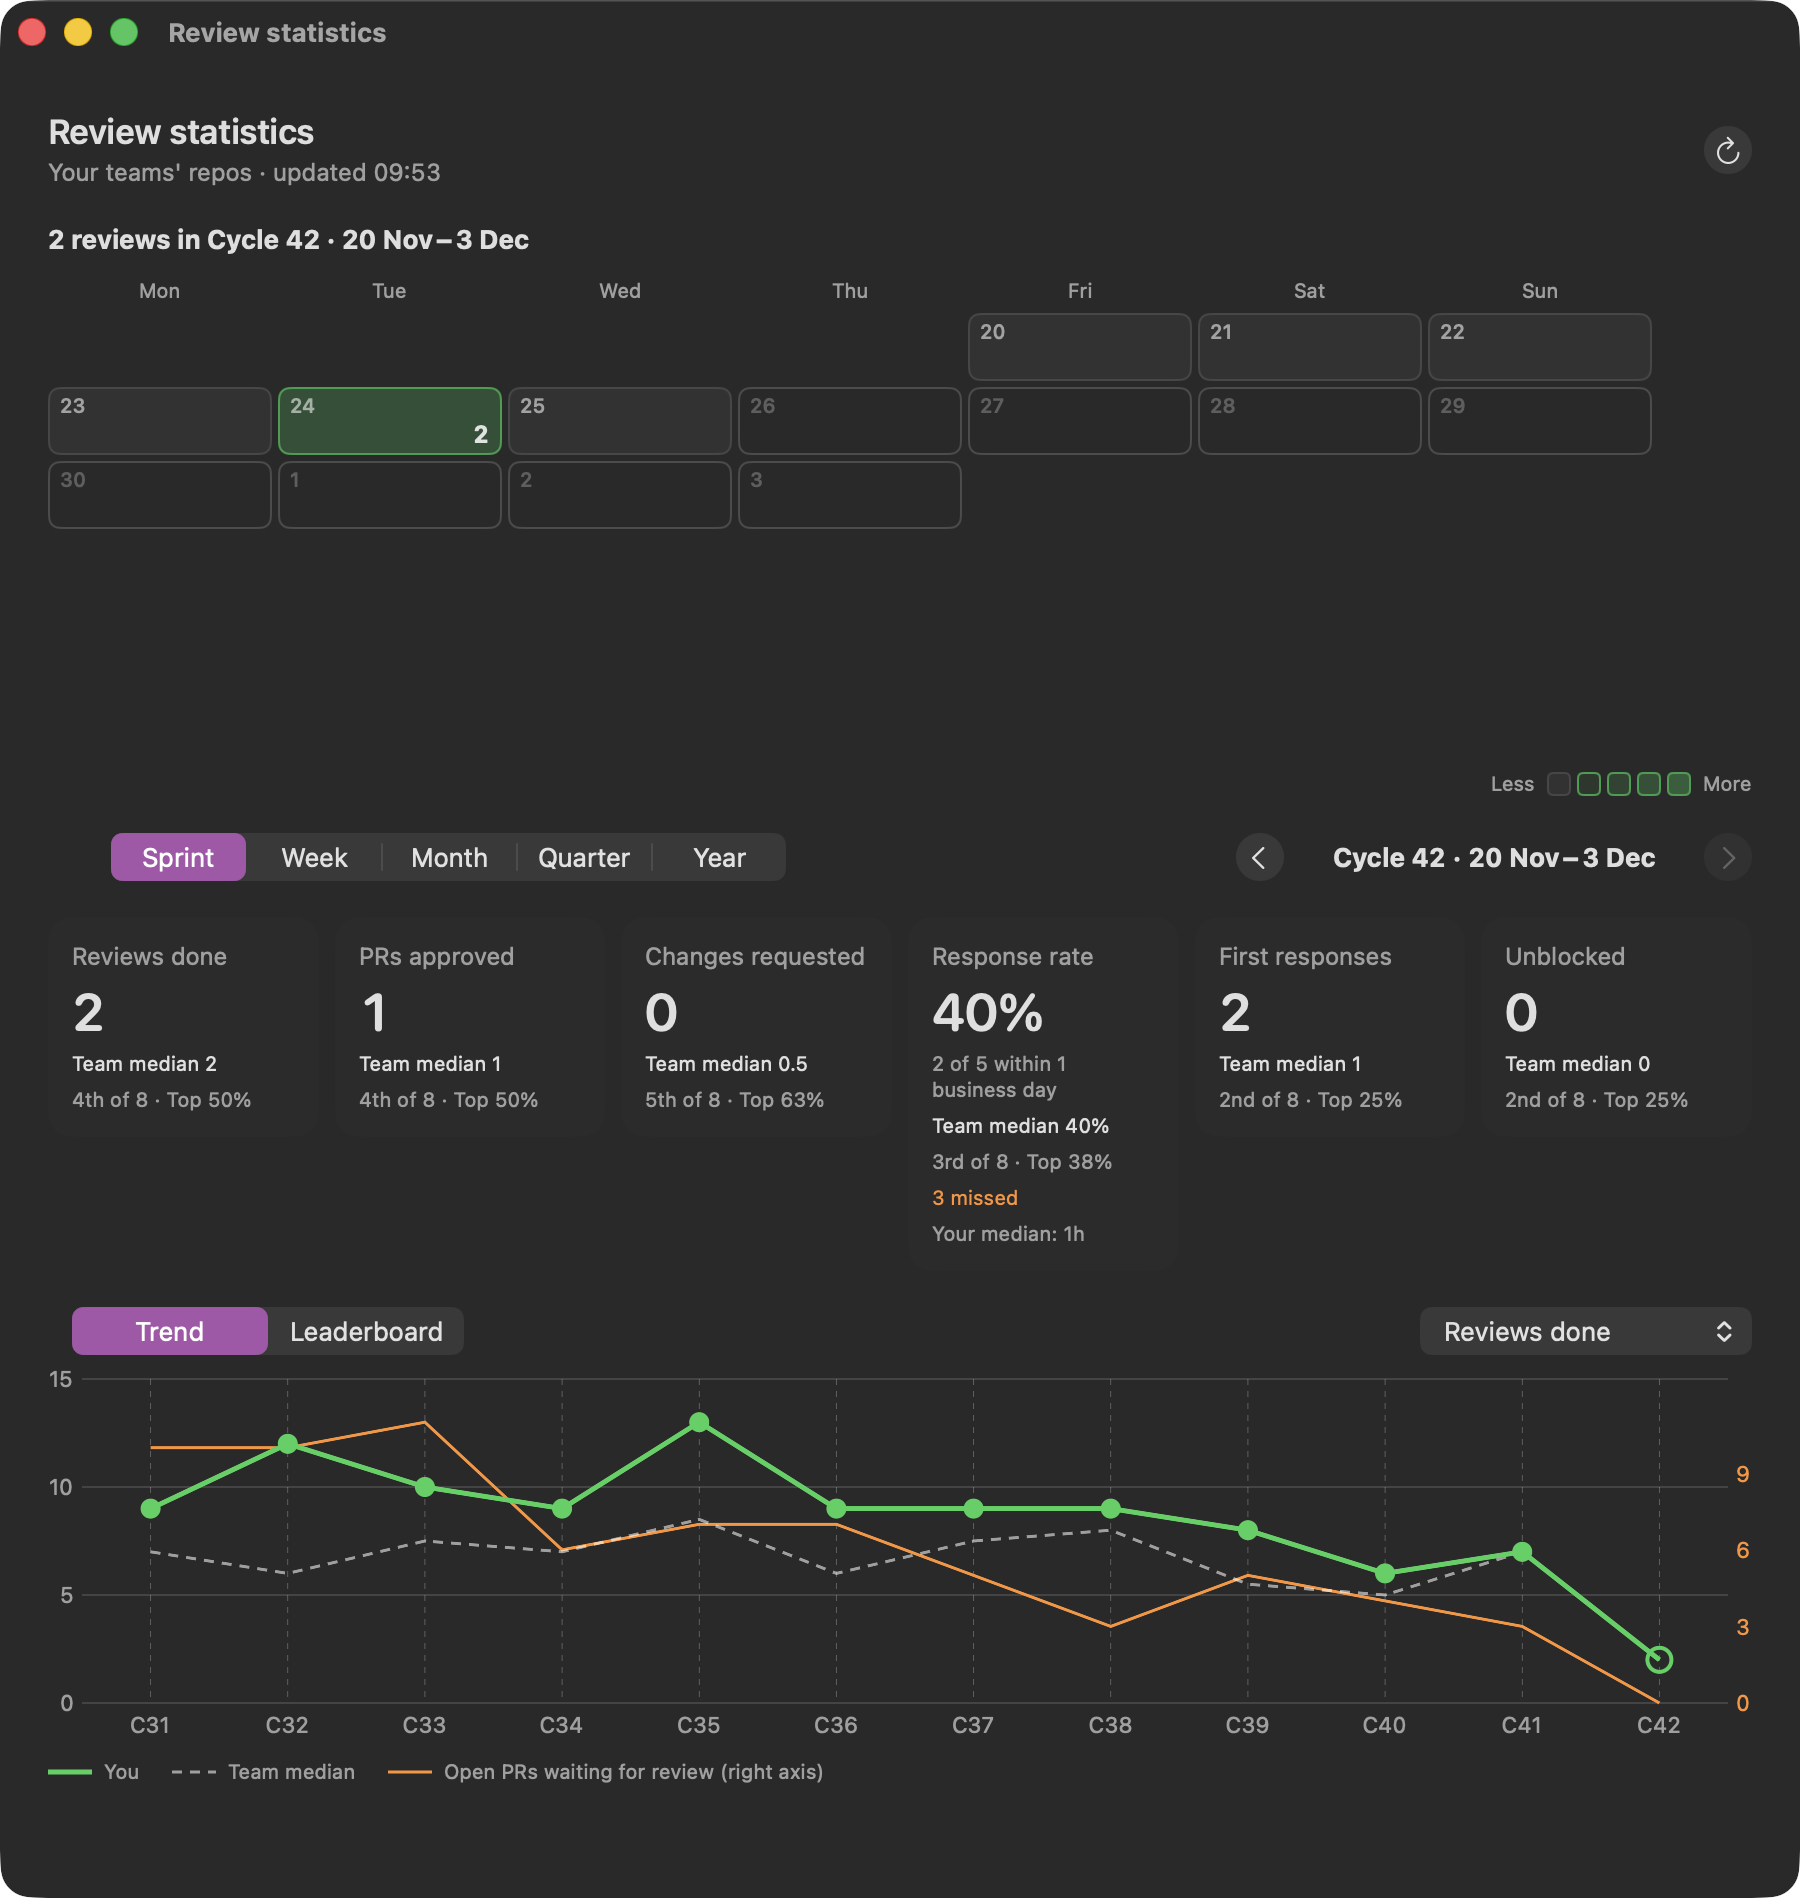 Review statistics
Review statistics
Your teams' repos · updated 09:53
2 reviews in Cycle 42 · 20 Nov – 3 Dec
Mon Tue Wed Thu Fri Sat Sun
20 21 22
23 24 2 25 26 27 28 29
30 1 2 3
Less More
Sprint Week Month Quarter Year
Cycle 42 · 20 Nov – 3 Dec
Reviews done
2
Team median 2
4th of 8 · Top 50%
PRs approved
1
Team median 1
4th of 8 · Top 50%
Changes requested
0
Team median 0.5
5th of 8 · Top 63%
Response rate
40%
2 of 5 within 1
business day
Team median 40%
3rd of 8 · Top 38%
3 missed
Your median: 1h
First responses
2
Team median 1
2nd of 8 · Top 25%
Unblocked
0
Team median 0
2nd of 8 · Top 25%
Trend Leaderboard
Reviews done
15
10 9
6
5
3
0 0
C31 C32 C33 C34 C35 C36 C37 C38 C39 C40 C41 C42
You Team median Open PRs waiting for review (right axis)